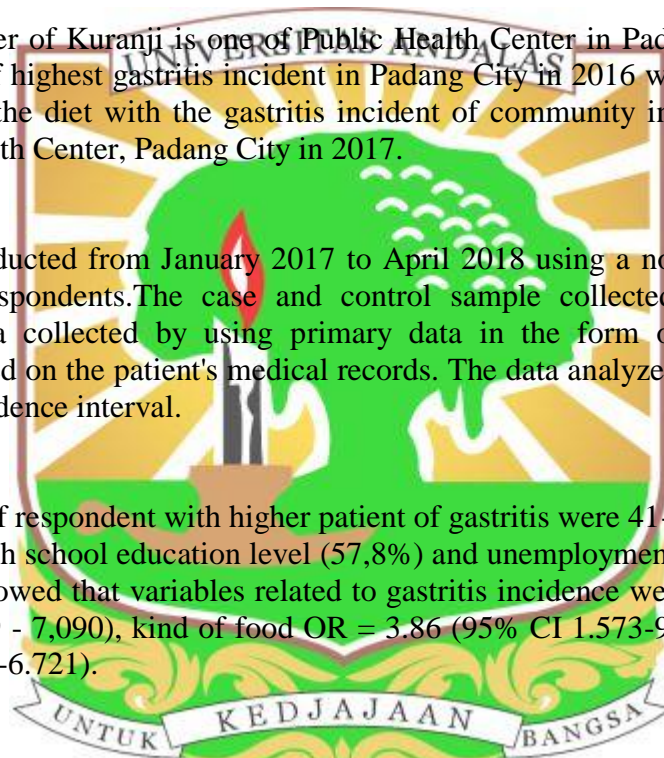 er of Kuranji is one of Public Health Center in Pad
UNIVERSITAS ANDALAS
f highest gastritis incident in Padang City in 2016 w
the diet with the gastritis incident of community in
th Center, Padang City in 2017.
ducted from January 2017 to April 2018 using a no
spondents.The case and control sample collected
a collected by using primary data in the form o
ed on the patient's medical records. The data analyze
dence interval.
f respondent with higher patient of gastritis were 41-
h school education level (57,8%) and unemploymen
owed that variables related to gastritis incidence we
- 7,090), kind of food OR = 3.86 (95% CI 1.573-9
-6.721).
UNTUK KEDJAJAAN BANGSA